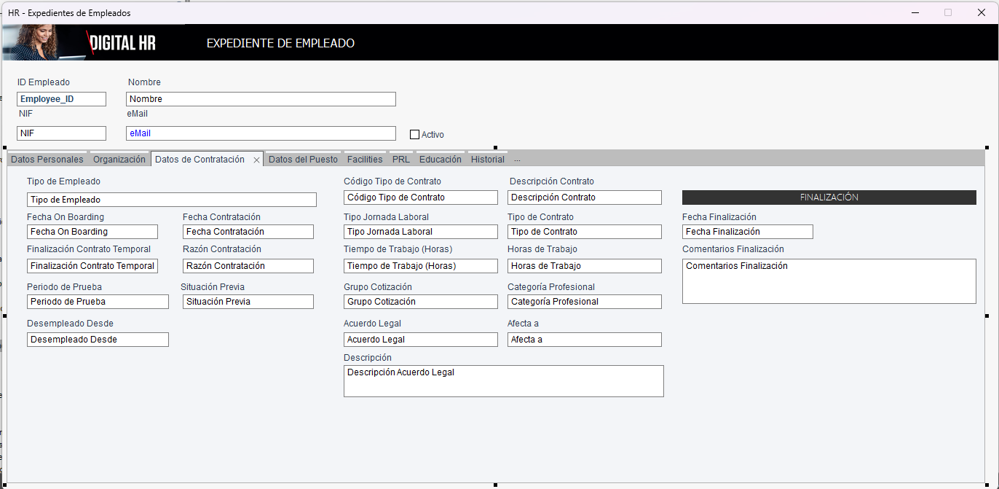 HR - Expedientes de Empleados
DIGITAL HR
EXPEDIENTE DE EMPLEADO
ID Empleado
Nombre
Employee_ID
Nombre
NIF
eMail
NIF
eMail
Activo
Datos Personales
Organización
Datos de Contratación
Datos del Puesto
Facilities
PRL
Educación
Historial
...
Tipo de Empleado
Tipo de Empleado
Fecha On Boarding
Fecha Contratación
Fecha On Boarding
Fecha Contratación
Finalización Contrato Temporal
Razón Contratación
Finalización Contrato Temporal
Razón Contratación
Periodo de Prueba
Situación Previa
Periodo de Prueba
Situación Previa
Desempleado Desde
Desempleado Desde
Código Tipo de Contrato
Descripción Contrato
Código Tipo de Contrato
Descripción Contrato
Tipo Jornada Laboral
Tipo de Contrato
Tipo Jornada Laboral
Tipo de Contrato
Tiempo de Trabajo (Horas)
Horas de Trabajo
Tiempo de Trabajo (Horas)
Horas de Trabajo
Grupo Cotización
Categoría Profesional
Grupo Cotización
Categoría Profesional
Acuerdo Legal
Afecta a
Acuerdo Legal
Afecta a
Descripción
Descripción Acuerdo Legal
FINALIZACIÓN
Fecha Finalización
Fecha Finalización
Comentarios Finalización
Comentarios Finalización